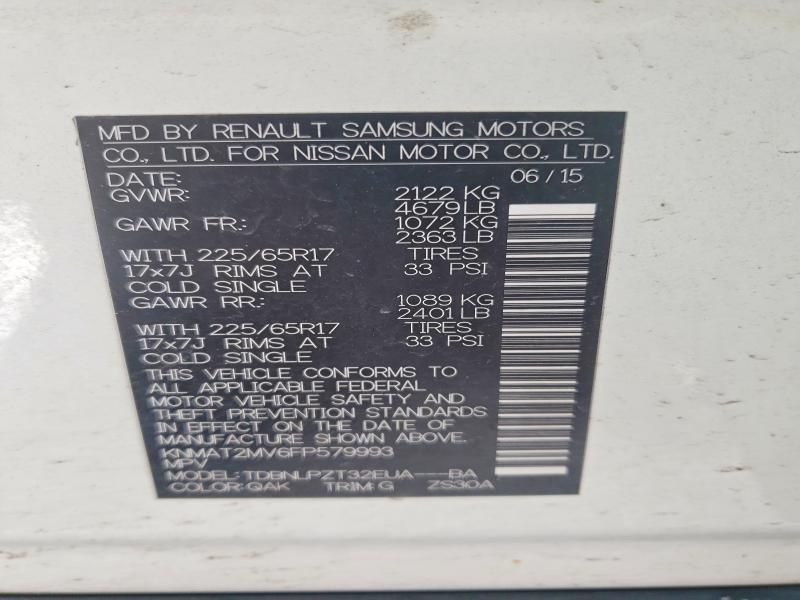 MFD BY RENAULT SAMSUNG MOTORS
CO., LTD. FOR NISSAN MOTOR CO., LTD.
DATE: 06/15
GVWR: 2122 KG
4679 LB
GAWR FR.: 1072 KG
2363 LB
WITH 225/65R17 TIRES
17x7J RIMS AT 33 PSI
COLD SINGLE
GAWR RR.: 1089 KG
2401 LB
WITH 225/65R17 TIRES
17x7J RIMS AT 33 PSI
COLD SINGLE
THIS VEHICLE CONFORMS TO
ALL APPLICABLE FEDERAL
MOTOR VEHICLE SAFETY AND
THEFT PREVENTION STANDARDS
IN EFFECT ON THE DATE OF
MANUFACTURE SHOWN ABOVE.
KNMAT2MV6FP579993
MPV
MODEL: TDBNLPZT32EUA---BA
COLOR: QAK TRIM: G ZS30A